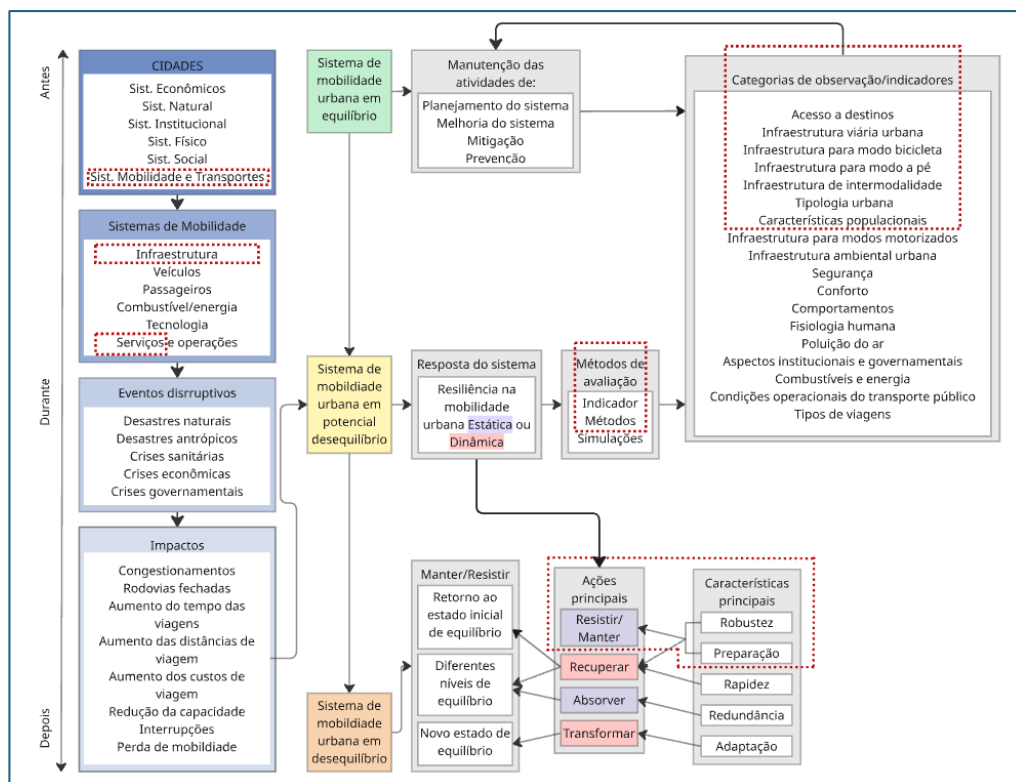 Antes
Durante
Depois
CIDADES
Sist. Econômicos
Sist. Natural
Sist. Institucional
Sist. Físico
Sist. Social
Sist. Mobilidade e Transportes
Sistemas de Mobilidade
Infraestrutura
Veículos
Passageiros
Combustível/energia
Tecnologia
Serviços e operações
Eventos disrruptivos
Desastres naturais
Desastres antrópicos
Crises sanitárias
Crises econômicas
Crises governamentais
Impactos
Congestionamentos
Rodovias fechadas
Aumento do tempo das
viagens
Aumento das distâncias de
viagem
Aumento dos custos de
viagem
Redução da capacidade
Interrupções
Perda de mobildiade
Sistema de
mobilidade
urbana em
equilíbrio
Sistema de
mobildiade
urbana em
potencial
desequilíbrio
Sistema de
mobildiade
urbana em
desequilíbrio
Manutenção das
atividades de:
Planejamento do sistema
Melhoria do sistema
Mitigação
Prevenção
Resposta do sistema
Resiliência na
mobilidade
urbana Estática ou
Dinâmica
Métodos de
avaliação
Indicador
Métodos
Simulações
Categorias de observação/indicadores
Acesso a destinos
Infraestrutura viária urbana
Infraestrutura para modo bicicleta
Infraestrutura para modo a pé
Infraestrutura de intermodalidade
Tipologia urbana
Características populacionais
Infraestrutura para modos motorizados
Infraestrutura ambiental urbana
Segurança
Conforto
Comportamentos
Fisiologia humana
Poluição do ar
Aspectos institucionais e governamentais
Combustíveis e energia
Condições operacionais do transporte público
Tipos de viagens
Manter/Resistir
Retorno ao
estado inicial de
equilíbrio
Diferentes
níveis de
equilíbrio
Novo estado de
equilíbrio
Ações
principais
Resistir/
Manter
Recuperar
Absorver
Transformar
Características
principais
Robustez
Preparação
Rapidez
Redundância
Adaptação